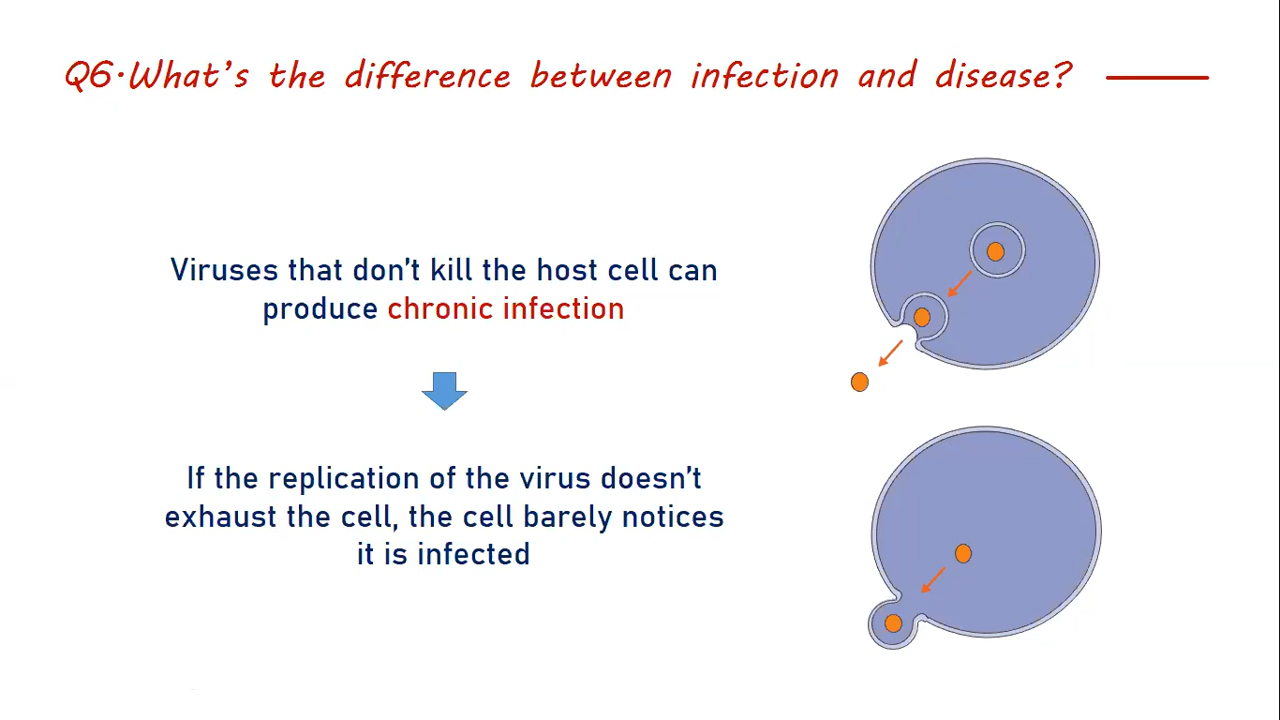 Q6.What's the difference between infection and disease?
Viruses that don't kill the host cell can
produce chronic infection
If the replication of the virus doesn't
exhaust the cell, the cell barely notices
it is infected